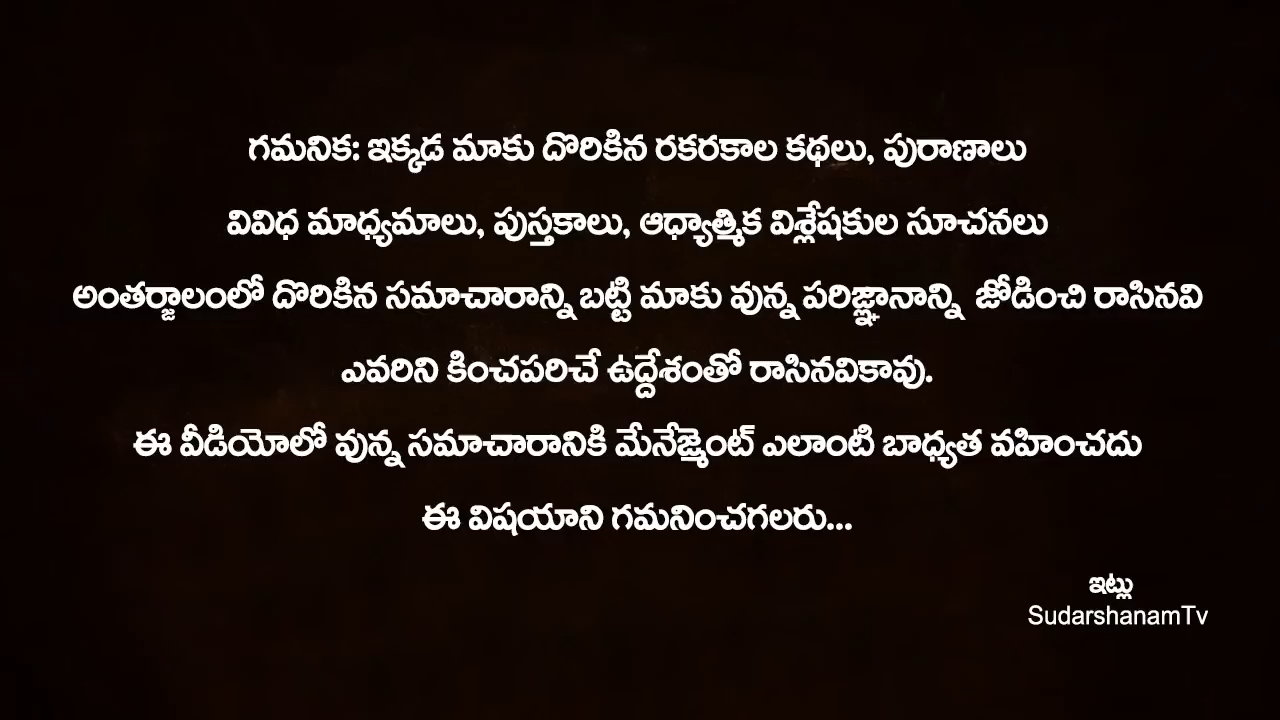 గమనిక: ఇక్కడ మాకు దొరికిన రకరకాల కథలు, పురాణాలు
వివిధ మాధ్యమాలు, పుస్తకాలు, ఆధ్యాత్మిక విశ్లేషకుల సూచనలు
అంతర్జాలంలో దొరికిన సమాచారాన్ని బట్టి మాకు వున్న పరిజ్ఞానాన్ని జోడించి రాసినవి
ఎవరిని కించపరిచే ఉద్దేశంతో రాసినవికావు.
ఈ వీడియోలో వున్న సమాచారానికి మేనేజ్మెంట్ ఎలాంటి బాధ్యత వహించదు
ఈ విషయాని గమనించగలరు...
ఇట్లు
SudarshanamTv